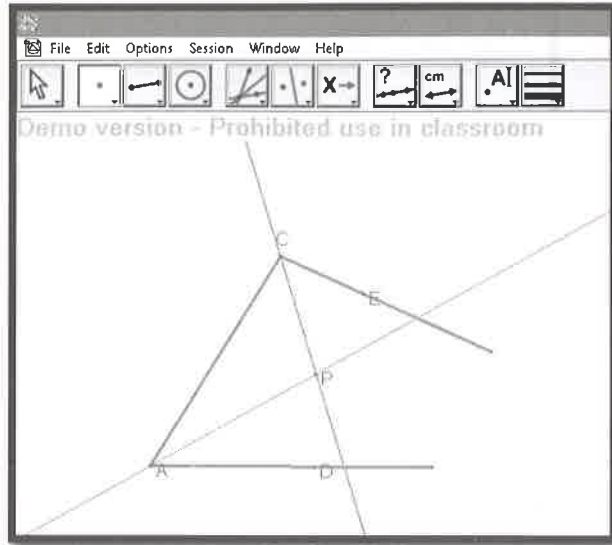 File Edit Options Session Window Help
? cm A
X
Demo version - Prohibited use in classroom
C
E
P
A D